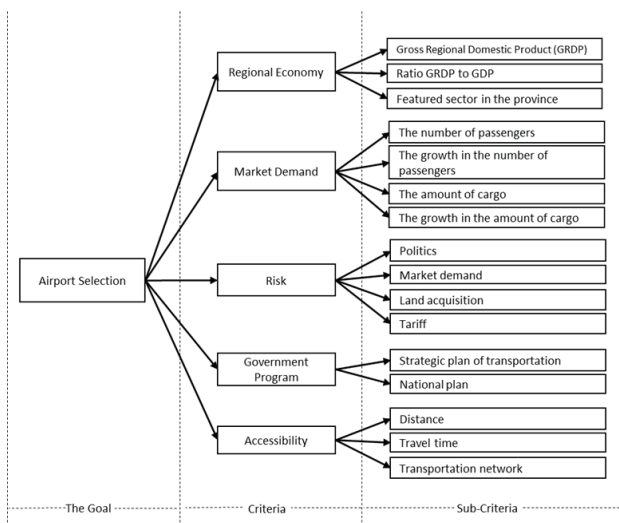 Airport Selection
Regional Economy
Gross Regional Domestic Product (GRDP)
Ratio GRDP to GDP
Featured sector in the province
Market Demand
The number of passengers
The growth in the number of
passengers
The amount of cargo
The growth in the amount of cargo
Risk
Politics
Market demand
Land acquisition
Tariff
Government
Program
Strategic plan of transportation
National plan
Accessibility
Distance
Travel time
Transportation network
The Goal
Criteria
Sub-Criteria